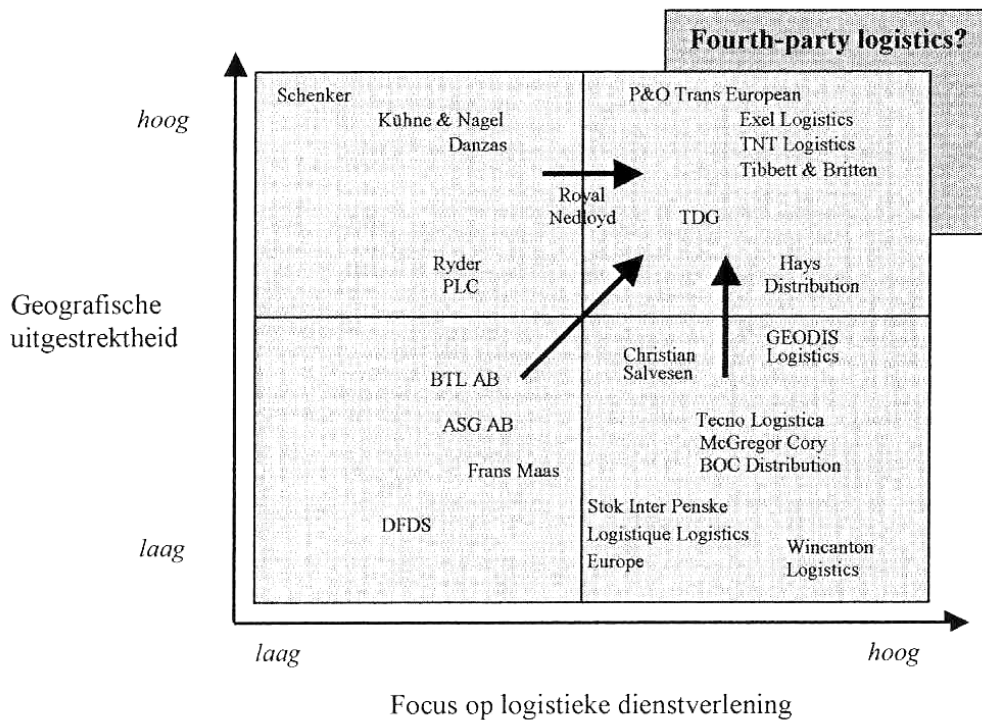 Fourth-party logistics?
Schenker
P&O Trans European
hoog
Kühne & Nagel
Exel Logistics
Danzas
TNT Logistics
Tibbett & Britten
Royal
Nedloyd
TDG
Ryder
PLC
Hays
Distribution
Geografische
uitgestrektheid
Christian
Salvesen
GEODIS
Logistics
BTL AB
ASG AB
Tecno Logistica
McGregor Cory
BOC Distribution
Frans Maas
Stok Inter Penske
Logistique Logistics
Europe
DFDS
laag
Wincanton
Logistics
laag
hoog
Focus op logistieke dienstverlening